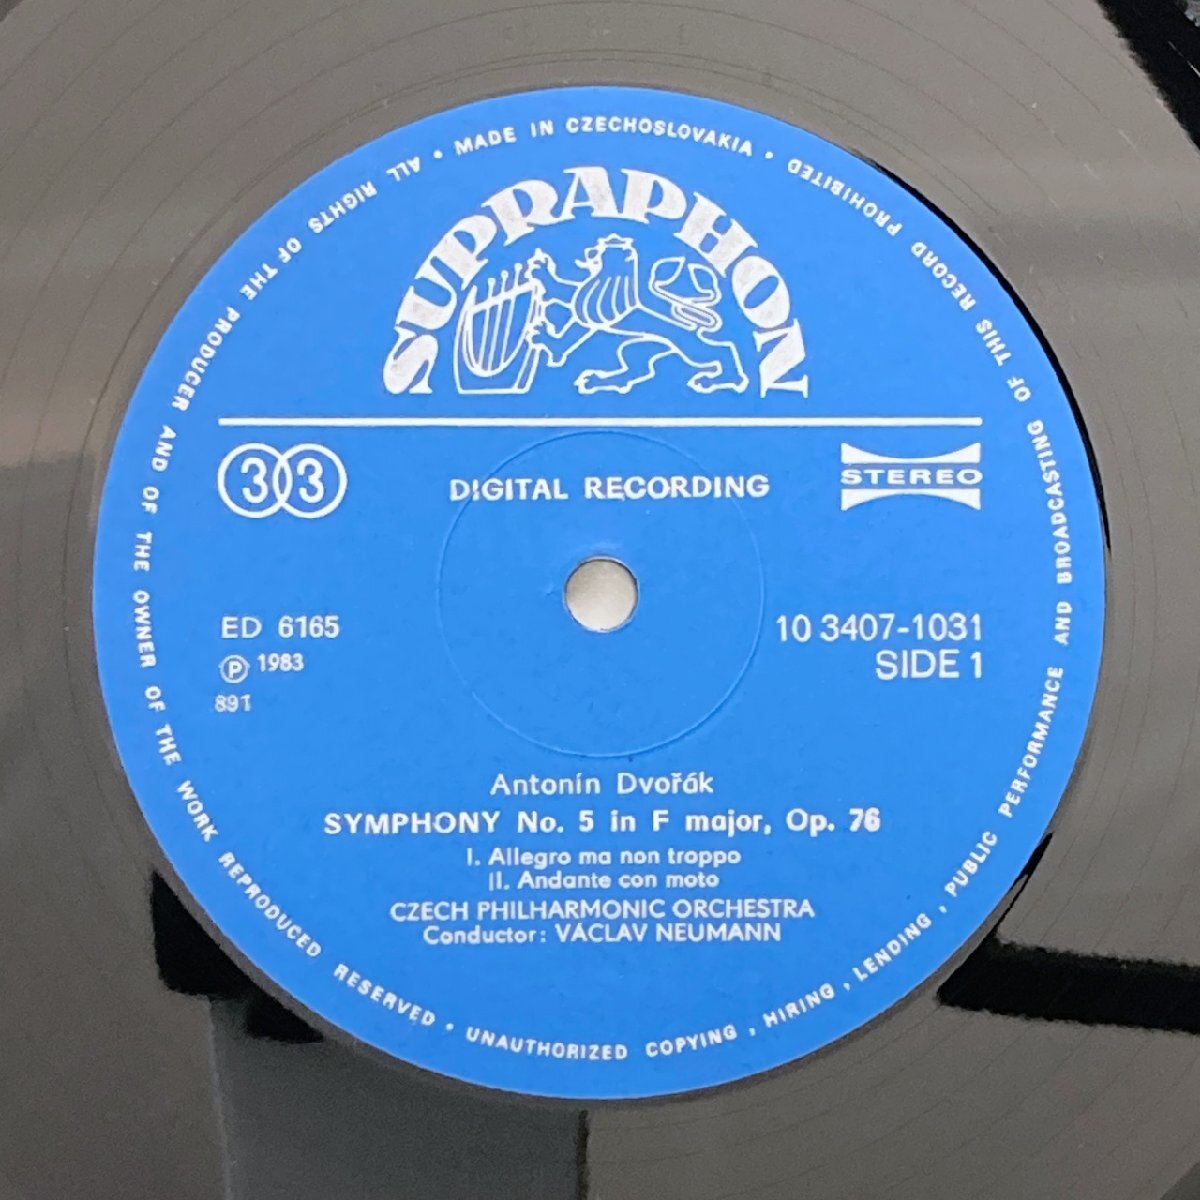 MADE IN CZECHOSLOVAKIA • PROHIBITED
ALL RIGHTS OF THE PRODUCER AND OF THE OWNER OF THE WORK REPRODUCED RESERVED • UNAUTHORIZED COPYING, HIRING, LENDING, PUBLIC PERFORMANCE AND BROADCASTING OF THIS RECORD
SUPRAPHON
33
DIGITAL RECORDING
STEREO
ED 6165
10 3407-1031
Ⓟ 1983
SIDE 1
891
Antonín Dvořák
SYMPHONY No. 5 in F major, Op. 76
I. Allegro ma non troppo
II. Andante con moto
CZECH PHILHARMONIC ORCHESTRA
Conductor: VÁCLAV NEUMANN